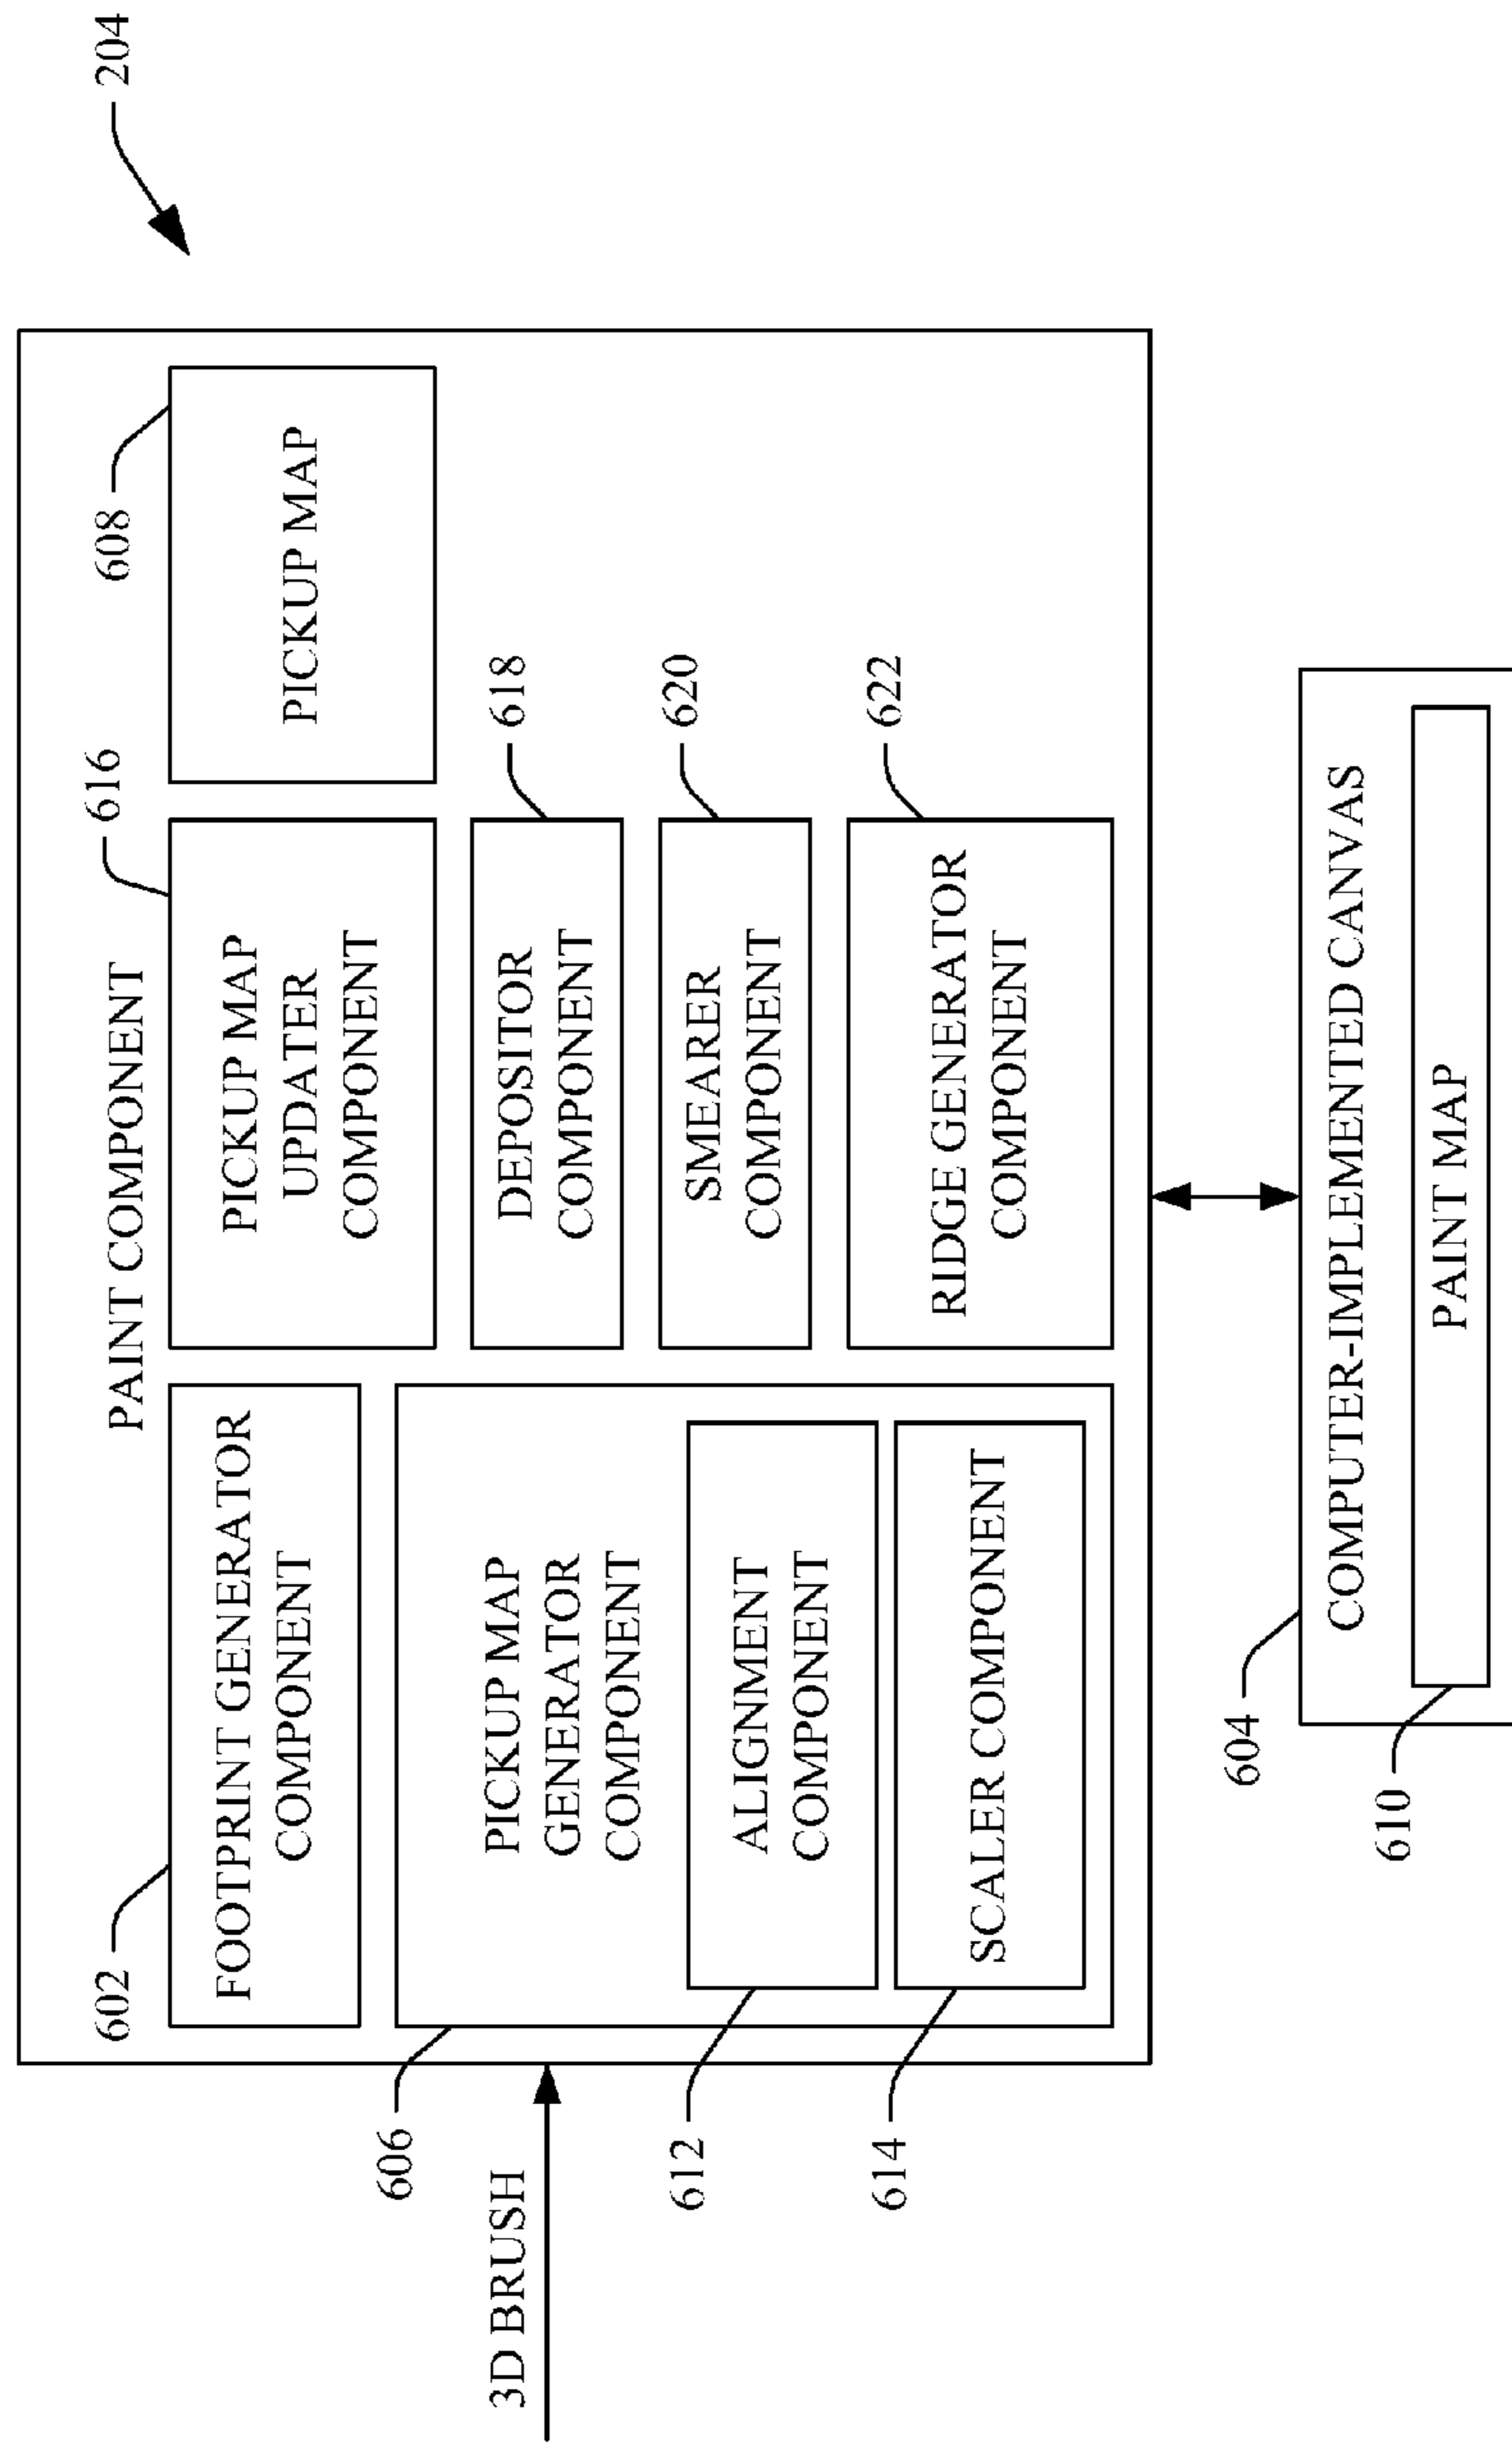 204
PAINT COMPONENT
602
FOOTPRINT GENERATOR
COMPONENT
616
PICKUP MAP
UPDATER
COMPONENT
608
PICKUP MAP
606
PICKUP MAP
GENERATOR
COMPONENT
3D BRUSH
612
ALIGNMENT
COMPONENT
614
SCALER COMPONENT
618
DEPOSITOR
COMPONENT
620
SMEARER
COMPONENT
622
RIDGE GENERATOR
COMPONENT
604
COMPUTER-IMPLEMENTED CANVAS
610
PAINT MAP